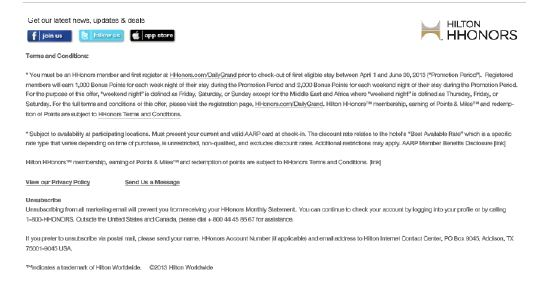 Get our latest news, updates & deals
join us
follow us
app store
HILTON
HHONORS
Terms and Conditions:
* You must be an HHonors member and first register at HHonors.com/DailyGrand prior to check-out of first eligible stay between April 1 and June 30, 2013 ("Promotion Period"). Registered
members will earn 1,000 Bonus Points for each week night of their stay during the Promotion Period and 2,000 Bonus Points for each weekend night of their stay during the Promotion Period.
For the purpose of this offer, "weekend night" is defined as Friday, Saturday, or Sunday except for the Middle East and Africa where "weekend night" is defined as Thursday, Friday, or
Saturday. For the full terms and conditions of this offer, please visit the registration page, HHonors.com/DailyGrand. Hilton HHonors™ membership, earning of Points & Miles™ and redemp-
tion of Points are subject to HHonors Terms and Conditions.
* Subject to availability at participating locations. Must present your current and valid AARP card at check-in. The discount rate relates to the hotel's "Best Available Rate" which is a specific
rate type that varies depending on time of purchase, is unrestricted, non-qualified, and excludes discount rates. Additional restrictions may apply. AARP Member Benefits Disclosure [link]
Hilton HHonors™ membership, earning of Points & Miles™ and redemption of points are subject to HHonors Terms and Conditions. [link]
View our Privacy Policy
Send Us a Message
Unsubscribe
Unsubscribing from all marketing email will prevent you from receiving your HHonors Monthly Statement. You can continue to check your account by logging into your profile or by calling
1-800-HHONORS. Outside the United States and Canada, please dial + 800 44 45 86 67 for assistance.
If you prefer to unsubscribe via postal mail, please send your name, HHonors Account Number (if applicable) and email address to Hilton Internet Contact Center, PO Box 9045, Addison, TX
75001-9045 USA.
™indicates a trademark of Hilton Worldwide. ©2013 Hilton Worldwide